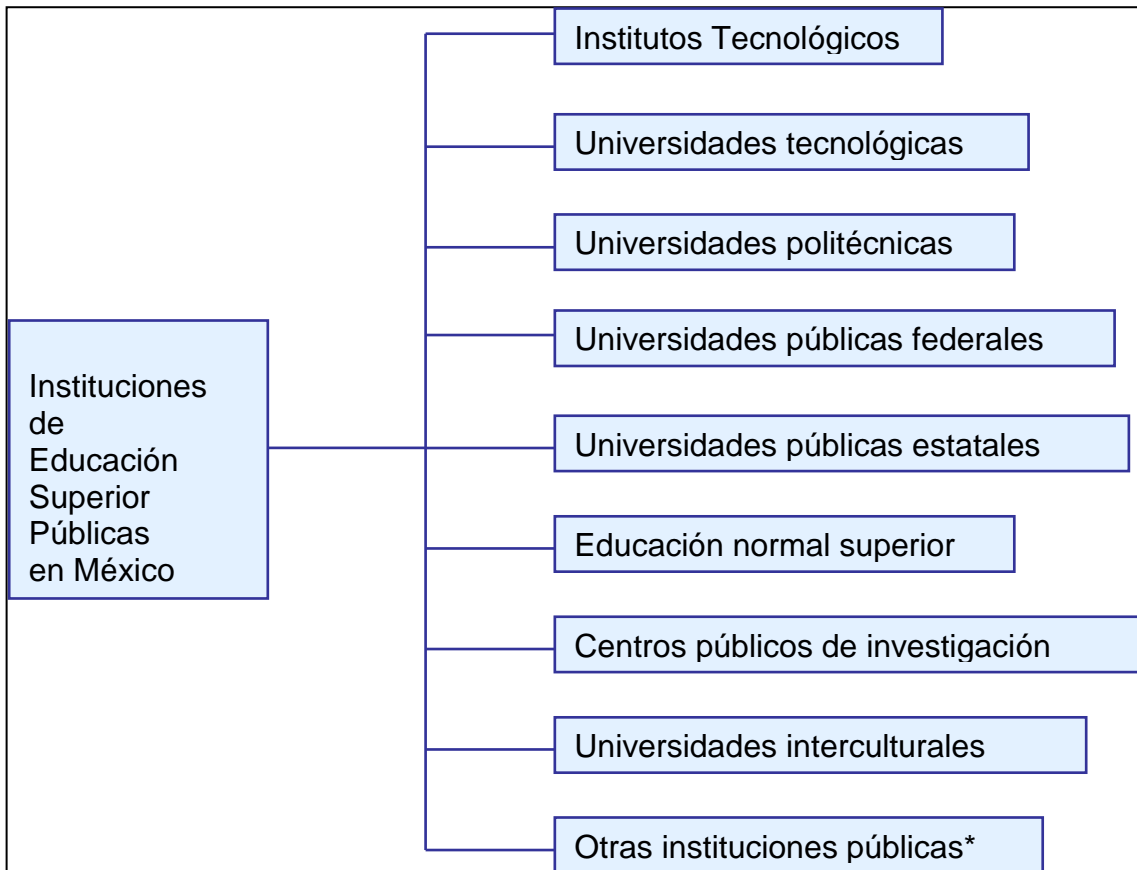 Institutos Tecnológicos
Universidades tecnológicas
Universidades politécnicas
Universidades públicas federales
Instituciones
de
Educación
Superior
Públicas
en México
Universidades públicas estatales
Educación normal superior
Centros públicos de investigación
Universidades interculturales
Otras instituciones públicas*